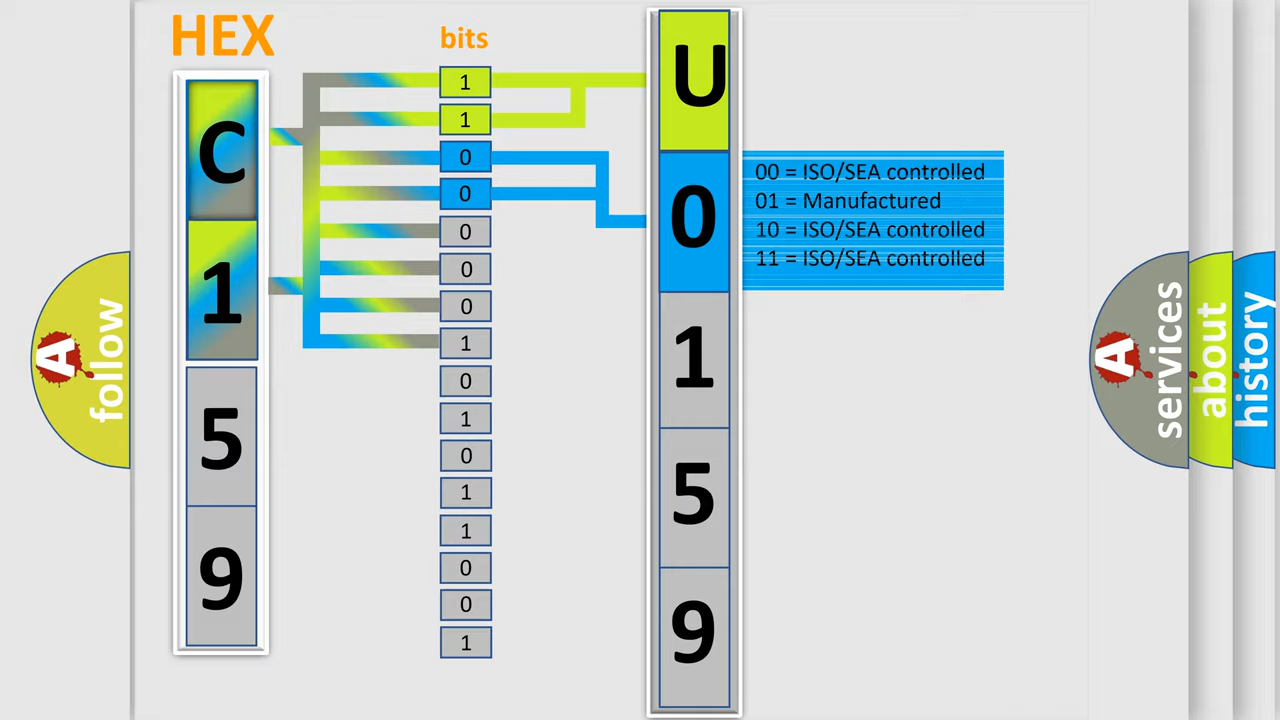 HEX
bits
C
1
5
9
1
1
0
0
0
0
0
1
0
1
0
1
1
0
0
1
U
0
1
5
9
00 = ISO/SEA controlled
01 = Manufactured
10 = ISO/SEA controlled
11 = ISO/SEA controlled
A
follow
A
services
about
history